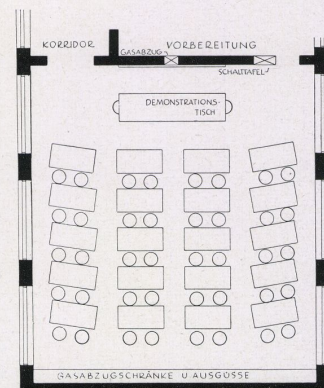 KORRIDOR
VORBEREITUNG
GASABZUG
SCHALTTAFEL
DEMONSTRATIONS-
TISCH
GASABZUGSCHRÄNKE U. AUSGÜSSE